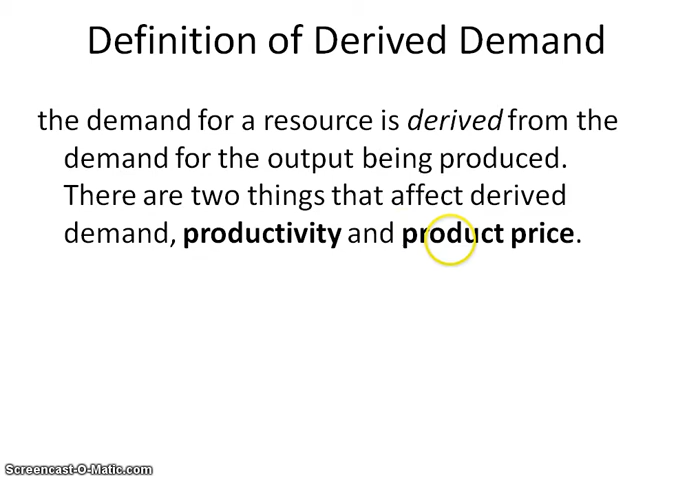 Definition of Derived Demand
the demand for a resource is derived from the
demand for the output being produced.
There are two things that affect derived
demand, productivity and product price.
Screencast-O-Matic.com